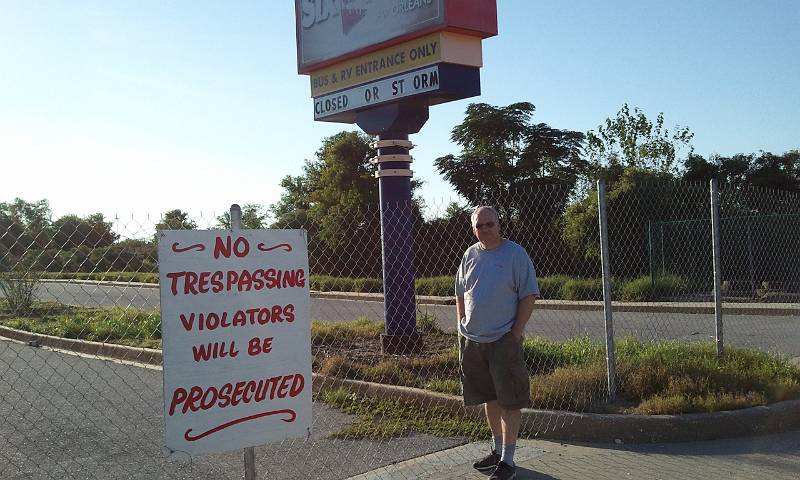 ORLEANS
BUS & RV ENTRANCE ONLY
CLOSED OR ST ORM
NO
TRESPASSING
VIOLATORS
WILL BE
PROSECUTED